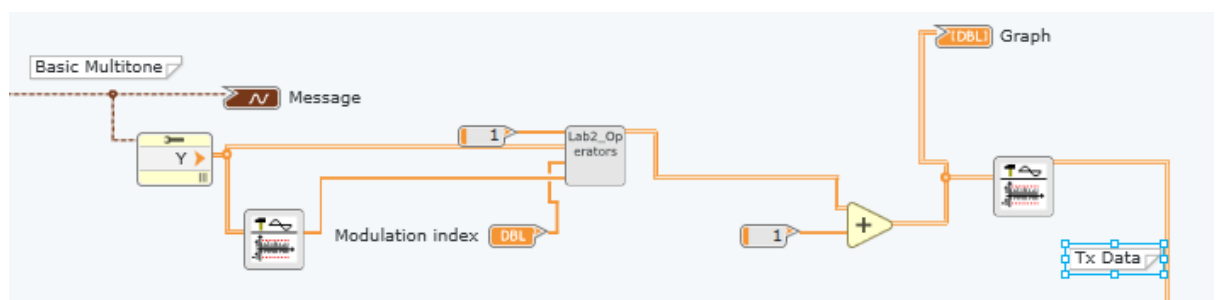 Graph
[DBL]
Basic Multitone
Message
1
Lab2_Op
erators
Y
Modulation index
DBL
1
+
Tx Data